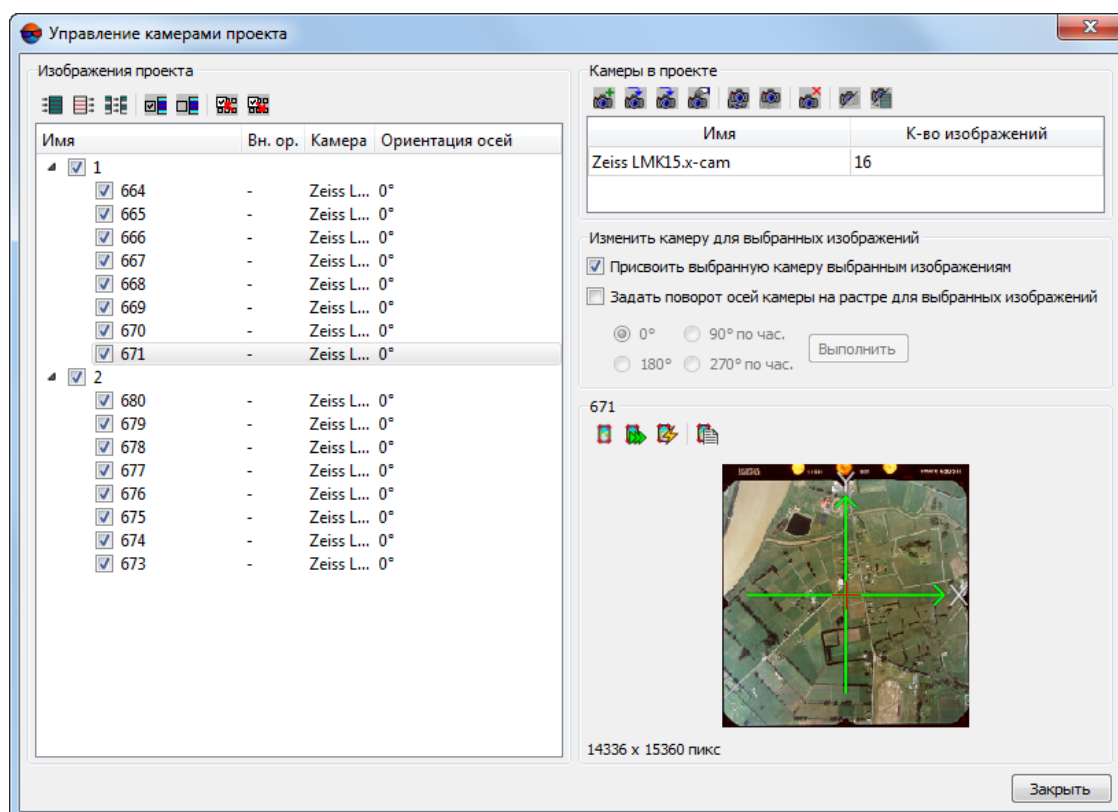 Управление камерами проекта
Изображения проекта
Имя Вн. ор. Камера Ориентация осей
1
664 - Zeiss L... 0°
665 - Zeiss L... 0°
666 - Zeiss L... 0°
667 - Zeiss L... 0°
668 - Zeiss L... 0°
669 - Zeiss L... 0°
670 - Zeiss L... 0°
671 - Zeiss L... 0°
2
680 - Zeiss L... 0°
679 - Zeiss L... 0°
678 - Zeiss L... 0°
677 - Zeiss L... 0°
676 - Zeiss L... 0°
675 - Zeiss L... 0°
674 - Zeiss L... 0°
673 - Zeiss L... 0°
Камеры в проекте
Имя К-во изображений
Zeiss LMK15.x-cam 16
Изменить камеру для выбранных изображений
Присвоить выбранную камеру выбранным изображениям
Задать поворот осей камеры на растре для выбранных изображений
0° 90° по час.
180° 270° по час.
Выполнить
671
Y
X
14336 x 15360 пикс
Закрыть